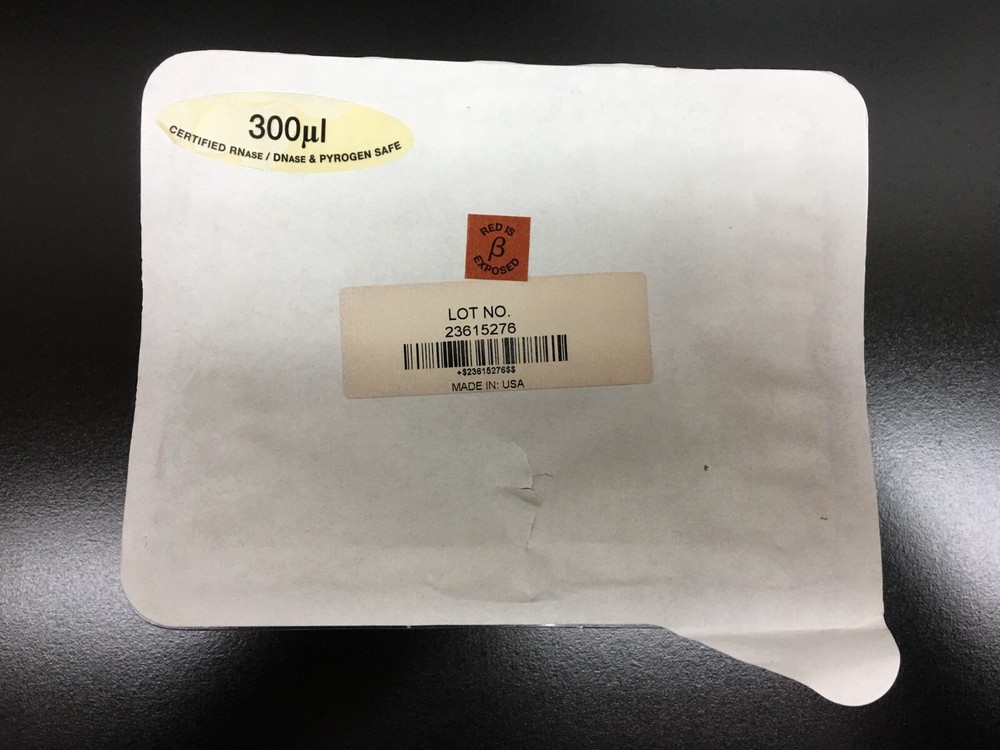 300µl
CERTIFIED RNASE / DNASE & PYROGEN SAFE
RED IS
β
EXPOSED
LOT NO.
23615276
+$23615276$$
MADE IN: USA